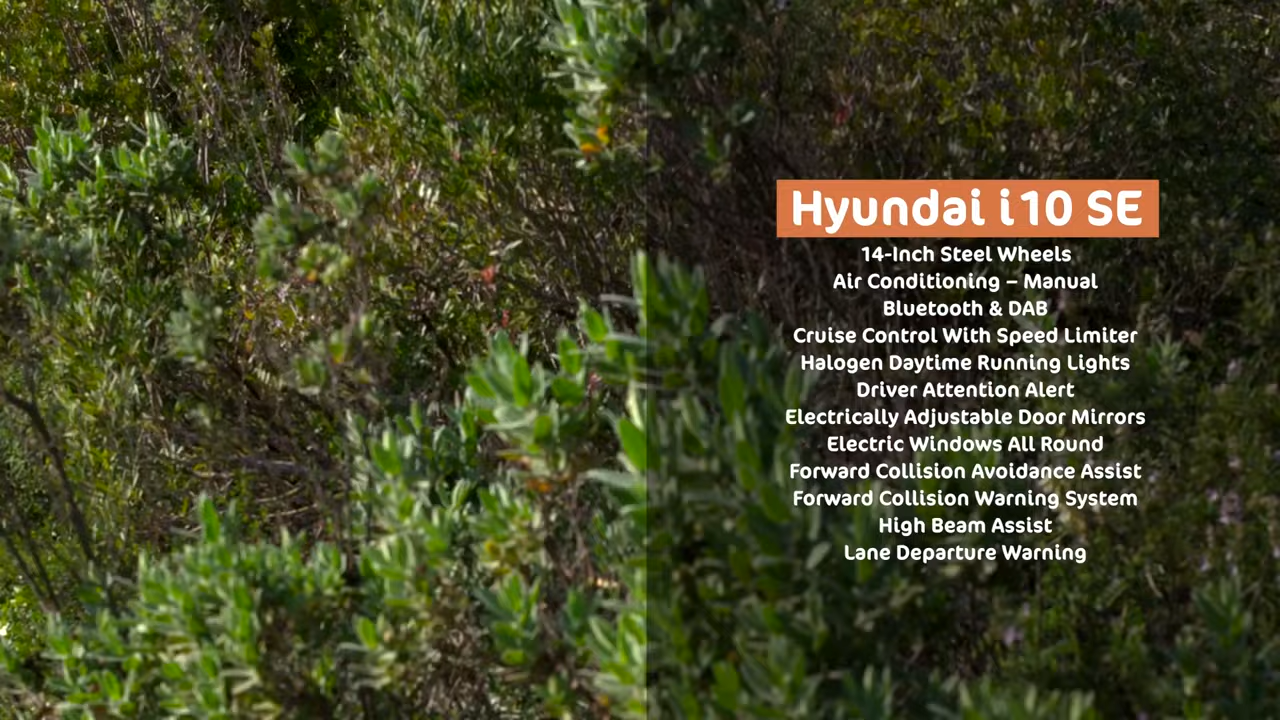 Hyundai i10 SE
14-Inch Steel Wheels
Air Conditioning – Manual
Bluetooth & DAB
Cruise Control With Speed Limiter
Halogen Daytime Running Lights
Driver Attention Alert
Electrically Adjustable Door Mirrors
Electric Windows All Round
Forward Collision Avoidance Assist
Forward Collision Warning System
High Beam Assist
Lane Departure Warning